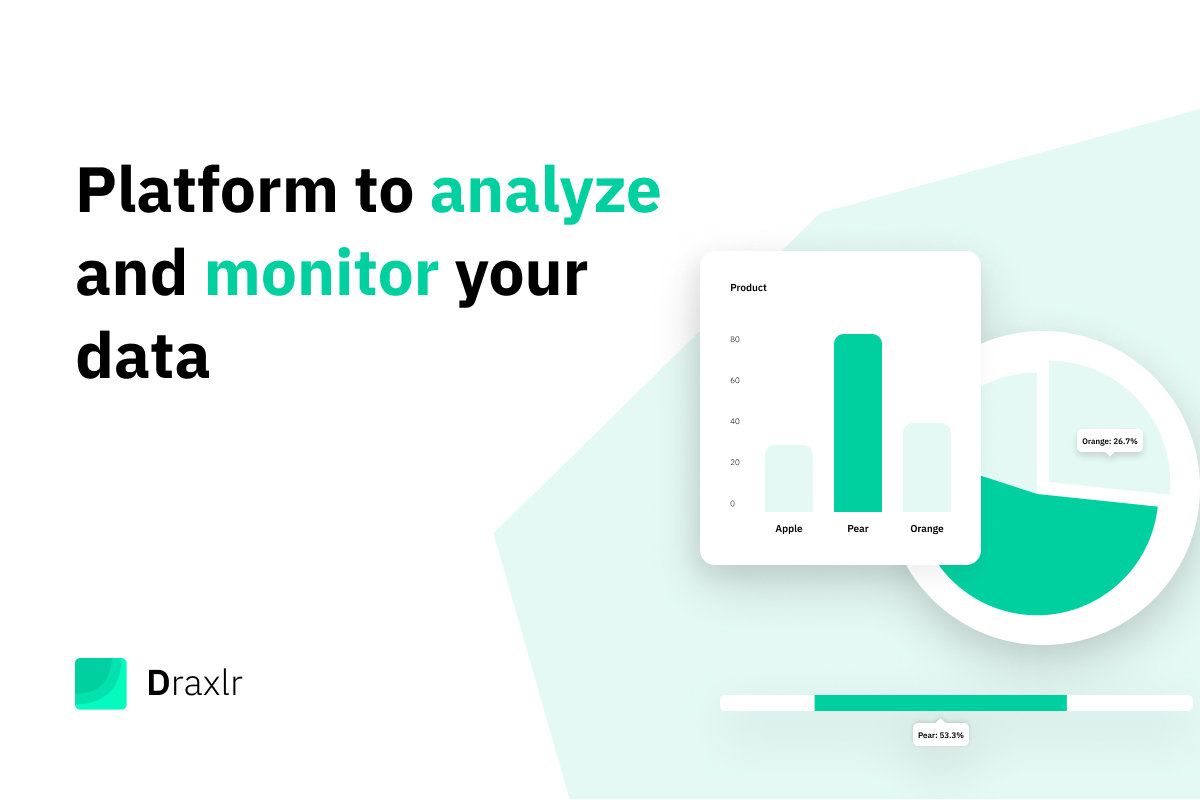 Platform to analyze
and monitor your
data
Product
80
60
40
20
0
Apple Pear Orange
Orange: 26.7%
Pear: 53.3%
Draxlr